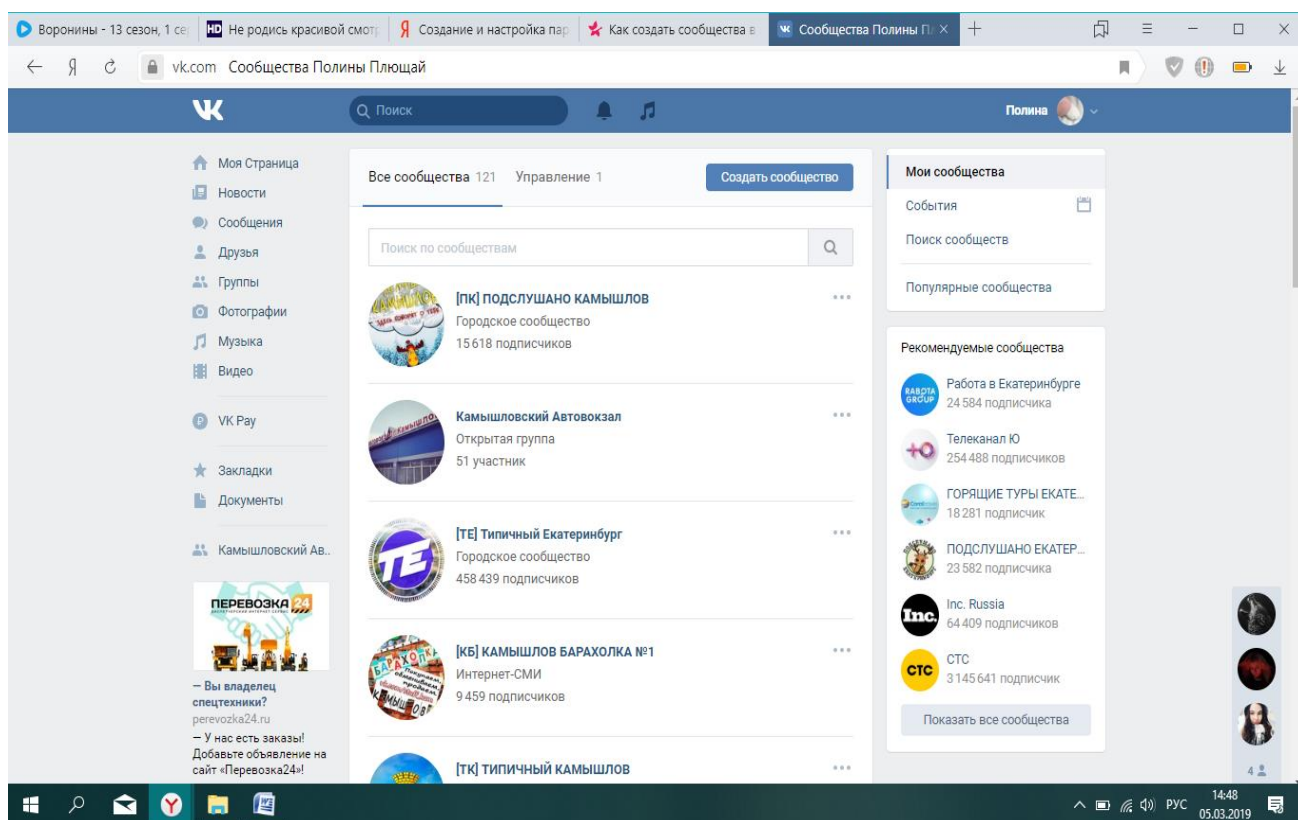 Воронины - 13 сезон, 1 се
HD Не родись красивой смот
Я Создание и настройка пар
Как создать сообщества в
Сообщества Полины П
Я vk.com Сообщества Полины Плющай
Поиск
Полина
Моя Страница
Новости
Сообщения
Друзья
Группы
Фотографии
Музыка
Видео
VK Pay
Закладки
Документы
Камышловский Ав..
ПЕРЕВОЗКА 24
— Вы владелец
спецтехники?
perevozka24.ru
— У нас есть заказы!
Добавьте объявление на
сайт «Перевозка24»!
Все сообщества 121 Управление 1 Создать сообщество
Поиск по сообществам
[ПК] ПОДСЛУШАНО КАМЫШЛОВ
Городское сообщество
15 618 подписчиков
Камышловский Автовокзал
Открытая группа
51 участник
ТЕ
[ТЕ] Типичный Екатеринбург
Городское сообщество
458 439 подписчиков
БАРАХОЛКА
[КБ] КАМЫШЛОВ БАРАХОЛКА №1
Интернет-СМИ
9 459 подписчиков
[ТК] ТИПИЧНЫЙ КАМЫШЛОВ
Мои сообщества
События
Поиск сообществ
Популярные сообщества
Рекомендуемые сообщества
RABOTA
GROUP
Работа в Екатеринбурге
24 584 подписчика
Телеканал Ю
254 488 подписчиков
ГОРЯЩИЕ ТУРЫ ЕКАТЕ...
18 281 подписчик
ПОДСЛУШАНО ЕКАТЕР...
23 582 подписчика
Inc.
Inc. Russia
64 409 подписчиков
СТС
СТС
3 145 641 подписчик
Показать все сообщества
4
РУС 14:48
05.03.2019